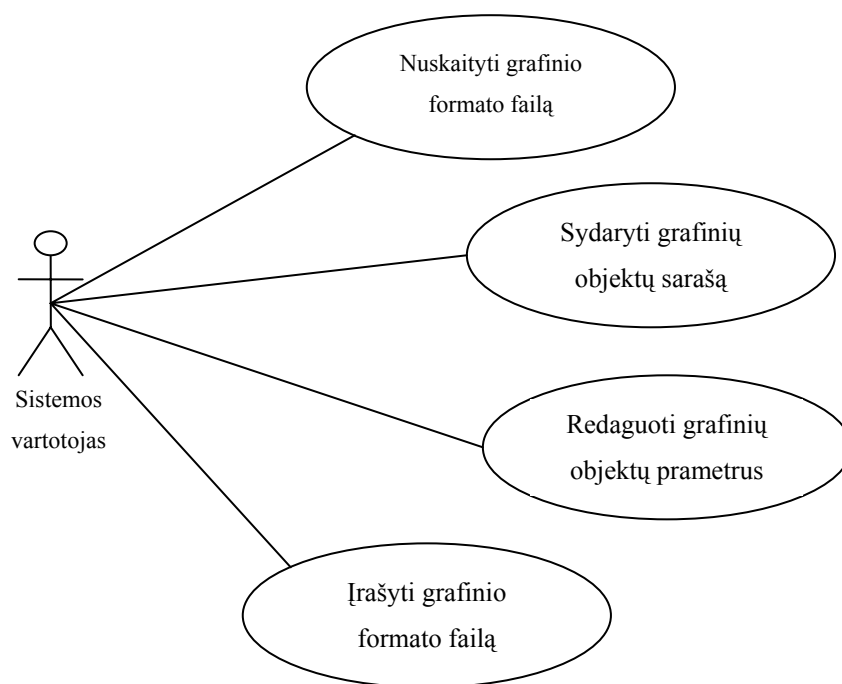 Nuskaityti grafinio
formato failą
Sydaryti grafinių
objektų sarašą
Sistemos
vartotojas
Redaguoti grafinių
objektų prametrus
Įrašyti grafinio
formato failą